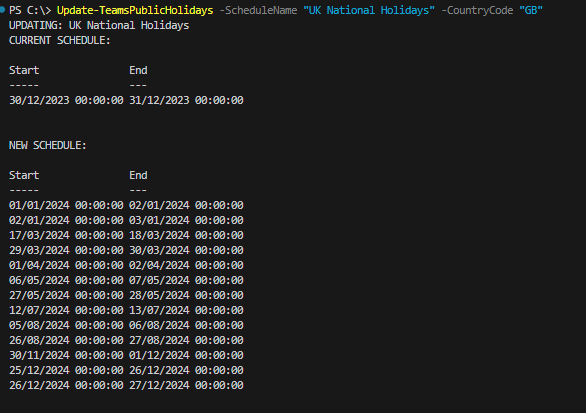 PS C:\> Update-TeamsPublicHolidays -ScheduleName "UK National Holidays" -CountryCode "GB"
UPDATING: UK National Holidays
CURRENT SCHEDULE:
Start End
----- ---
30/12/2023 00:00:00 31/12/2023 00:00:00
NEW SCHEDULE:
Start End
----- ---
01/01/2024 00:00:00 02/01/2024 00:00:00
02/01/2024 00:00:00 03/01/2024 00:00:00
17/03/2024 00:00:00 18/03/2024 00:00:00
29/03/2024 00:00:00 30/03/2024 00:00:00
01/04/2024 00:00:00 02/04/2024 00:00:00
06/05/2024 00:00:00 07/05/2024 00:00:00
27/05/2024 00:00:00 28/05/2024 00:00:00
12/07/2024 00:00:00 13/07/2024 00:00:00
05/08/2024 00:00:00 06/08/2024 00:00:00
26/08/2024 00:00:00 27/08/2024 00:00:00
30/11/2024 00:00:00 01/12/2024 00:00:00
25/12/2024 00:00:00 26/12/2024 00:00:00
26/12/2024 00:00:00 27/12/2024 00:00:00